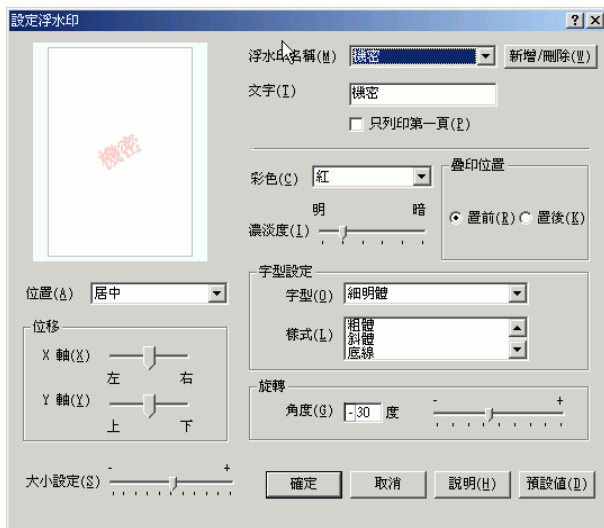 設定浮水印
浮水印名稱(M) 機密 新增/刪除(W)
文字(T) 機密
只列印第一頁(P)
機密
彩色(C) 紅
疊印位置
明 暗
濃淡度(I)
置前(R) 置後(K)
位置(A) 居中
字型設定
字型(O) 細明體
樣式(L) 粗體
斜體
底線
位移
X 軸(X)
左 右
Y 軸(Y)
上 下
旋轉
角度(G) -30 度 - +
大小設定(S) - +
確定 取消 說明(H) 預設值(D)